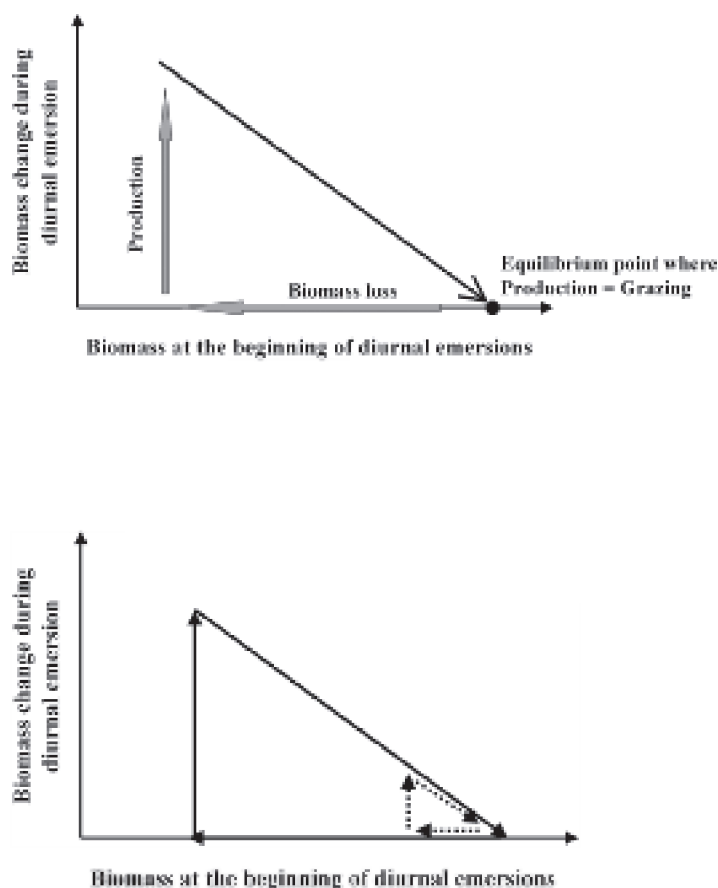 Biomass change during
diurnal emersion
Production
Biomass loss
Equilibrium point where
Production = Grazing
Biomass at the beginning of diurnal emersions
Biomass change during
diurnal emersion
Biomass at the beginning of diurnal emersions